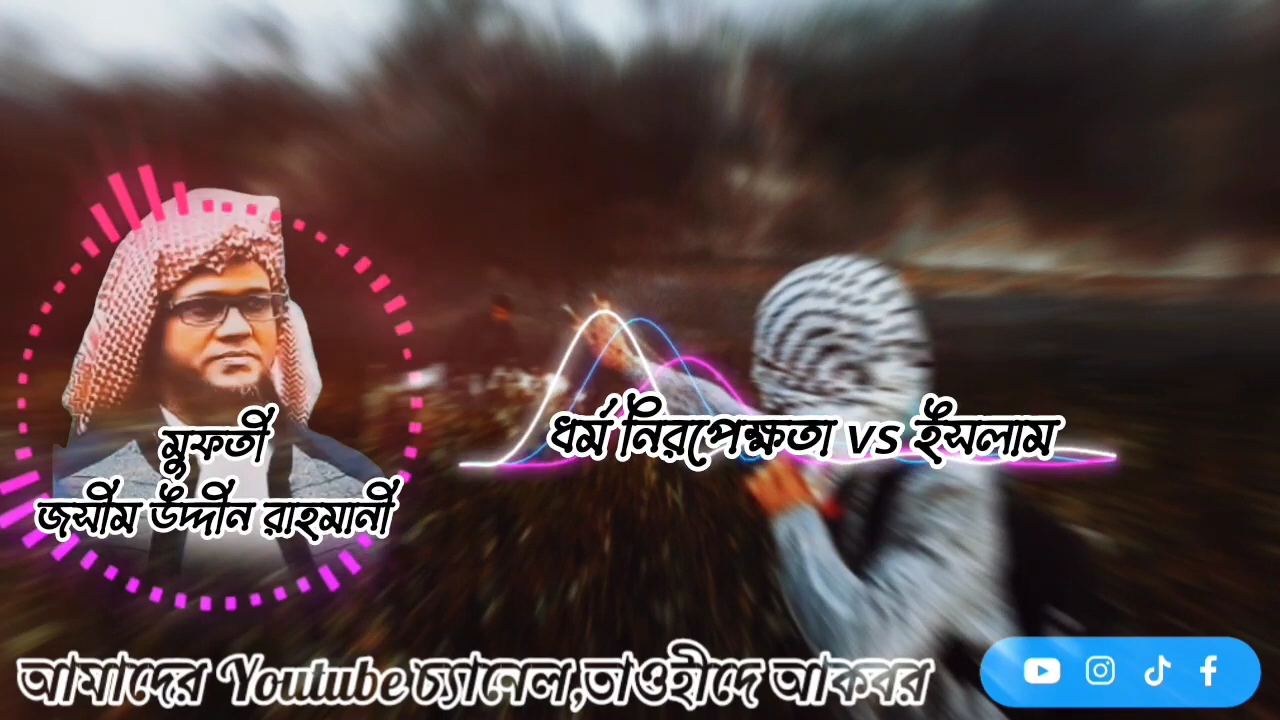 মুফতী
জসীম উদ্দীন রাহমানী
ধর্ম নিরপেক্ষতা vs ইসলাম
আমাদের Youtube চ্যানেল,তাওহীদে আকবর